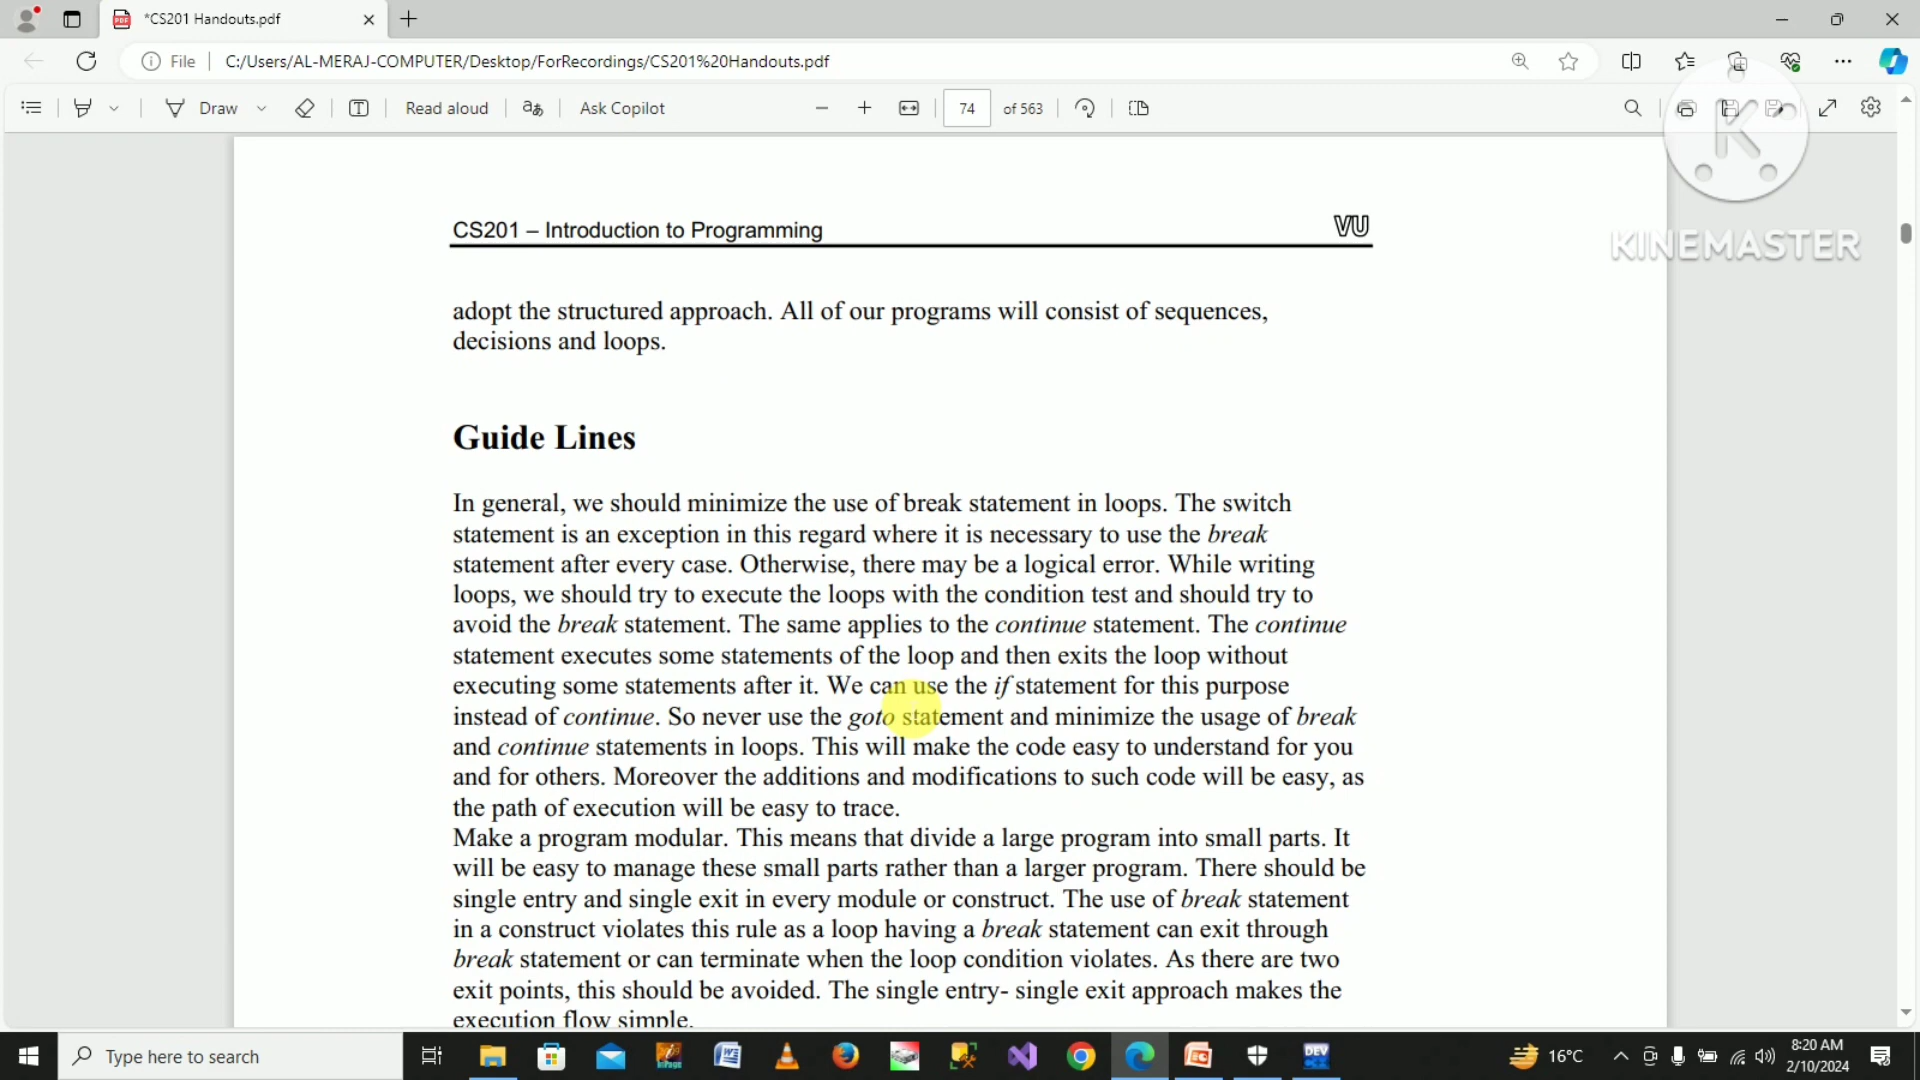 *CS201 Handouts.pdf
File C:/Users/AL-MERAJ-COMPUTER/Desktop/ForRecordings/CS201%20Handouts.pdf
Draw Read aloud Ask Copilot 74 of 563
KINEMASTER
CS201 – Introduction to Programming VU
adopt the structured approach. All of our programs will consist of sequences,
decisions and loops.
Guide Lines
In general, we should minimize the use of break statement in loops. The switch
statement is an exception in this regard where it is necessary to use the break
statement after every case. Otherwise, there may be a logical error. While writing
loops, we should try to execute the loops with the condition test and should try to
avoid the break statement. The same applies to the continue statement. The continue
statement executes some statements of the loop and then exits the loop without
executing some statements after it. We can use the if statement for this purpose
instead of continue. So never use the goto statement and minimize the usage of break
and continue statements in loops. This will make the code easy to understand for you
and for others. Moreover the additions and modifications to such code will be easy, as
the path of execution will be easy to trace.
Make a program modular. This means that divide a large program into small parts. It
will be easy to manage these small parts rather than a larger program. There should be
single entry and single exit in every module or construct. The use of break statement
in a construct violates this rule as a loop having a break statement can exit through
break statement or can terminate when the loop condition violates. As there are two
exit points, this should be avoided. The single entry- single exit approach makes the
execution flow simple.
Type here to search
16°C
8:20 AM
2/10/2024